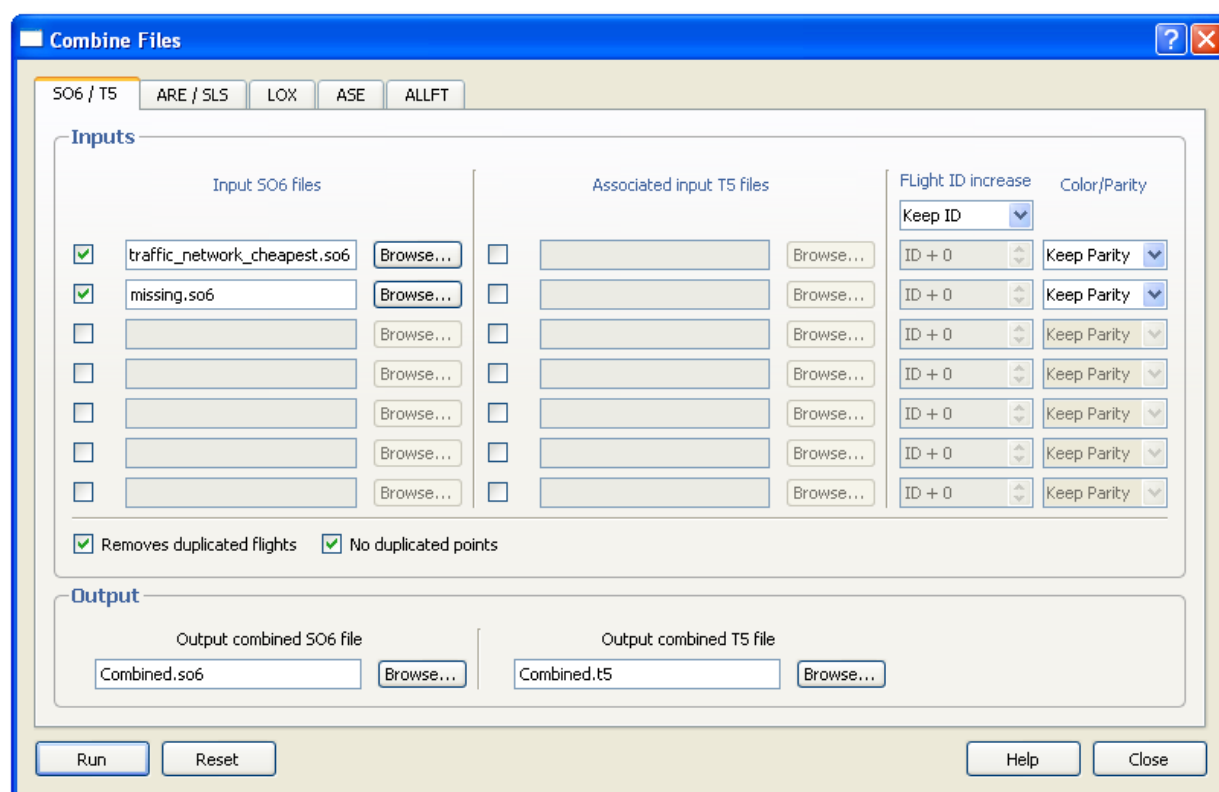 Combine Files
SO6 / T5 ARE / SLS LOX ASE ALLFT
Inputs
Input SO6 files Associated input T5 files FLight ID increase Color/Parity
Keep ID
traffic_network_cheapest.so6 Browse... Browse... ID + 0 Keep Parity
missing.so6 Browse... Browse... ID + 0 Keep Parity
Browse... Browse... ID + 0 Keep Parity
Browse... Browse... ID + 0 Keep Parity
Browse... Browse... ID + 0 Keep Parity
Browse... Browse... ID + 0 Keep Parity
Browse... Browse... ID + 0 Keep Parity
Removes duplicated flights No duplicated points
Output
Output combined SO6 file Output combined T5 file
Combined.so6 Browse... Combined.t5 Browse...
Run Reset Help Close